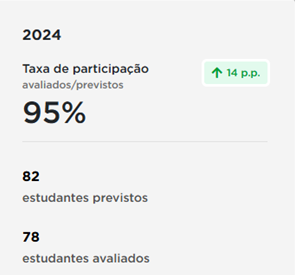 2024
Taxa de participação
↑ 14 p.p.
avaliados/previstos
95%
82
estudantes previstos
78
estudantes avaliados